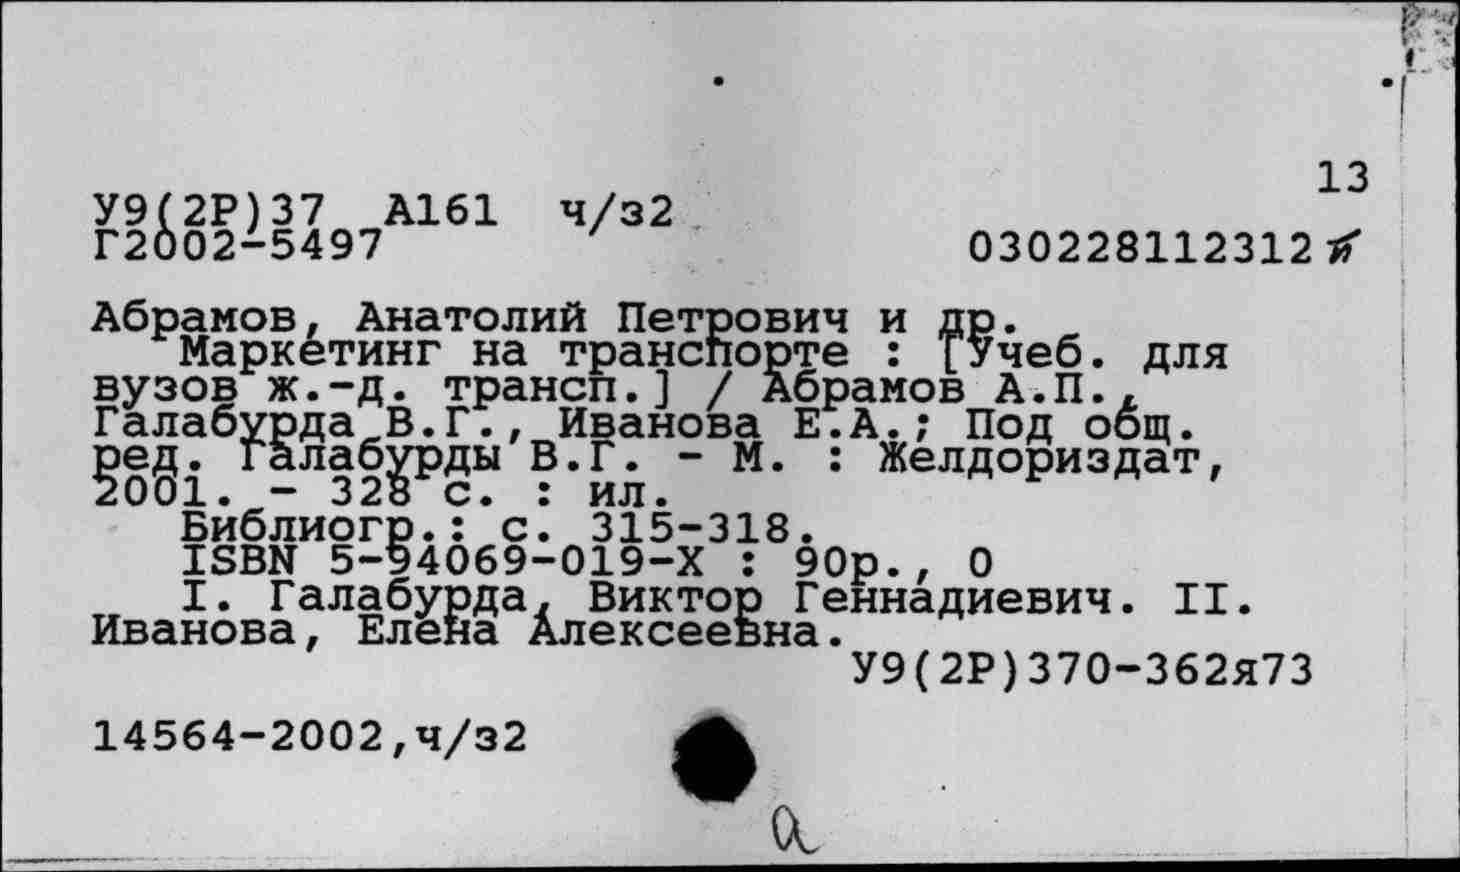 13
У9(2Р)37 А161 ч/з2
Г2002-5497
030228112312
Абрамов, Анатолий Петрович и др.
Маркетинг на транспорте : [Учеб. для
вузов ж.-д. трансп.] / Абрамов А.П.,
Галабурда В.Г., Иванова Е.А.; Под общ.
ред. Галабурды В.Г. - М. : Желдориздат,
2001. - 328 с. : ил.
Библиогр.: с. 315-318.
ISBN 5-94069-019-X : 90р., 0
I. Галабурда, Виктор Геннадиевич. II.
Иванова, Елена Алексеевна.
У9(2Р)370-362я73
14564-2002,ч/з2